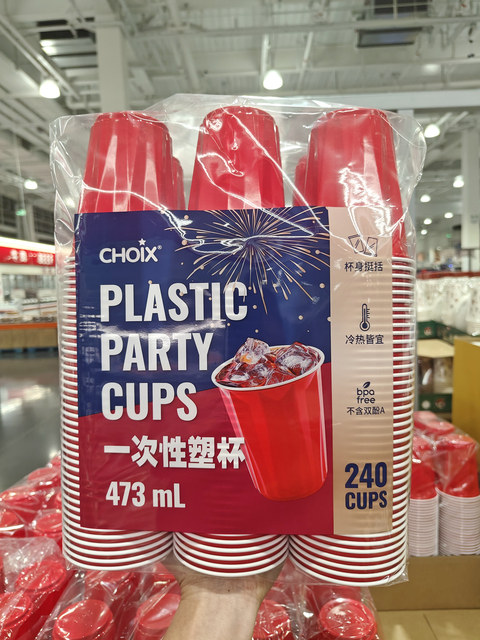 CHOIX®
PLASTIC
PARTY
CUPS
一次性塑杯
473 mL
杯身挺括
冷热皆宜
bpa
free
不含双酚A
240
CUPS